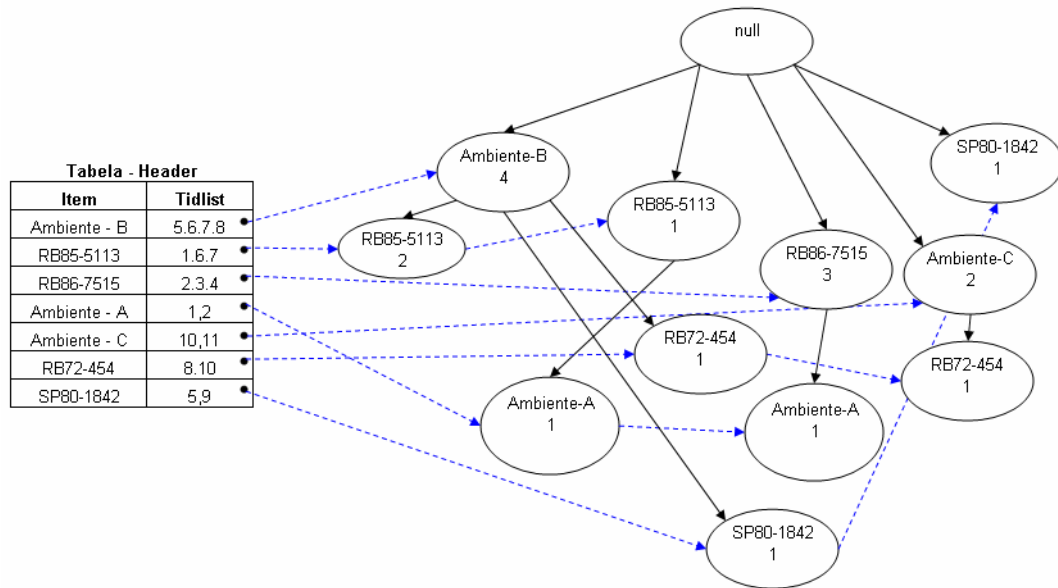 null
Ambiente-B
4
SP80-1842
1
Tabela - Header
Item Tidlist
Ambiente - B 5.6.7.8
RB85-5113 1.6.7
RB86-7515 2.3.4
Ambiente - A 1,2
Ambiente - C 10,11
RB72-454 8.10
SP80-1842 5,9
RB85-5113
2
RB85-5113
1
RB86-7515
3
Ambiente-C
2
RB72-454
1
RB72-454
1
Ambiente-A
1
Ambiente-A
1
SP80-1842
1